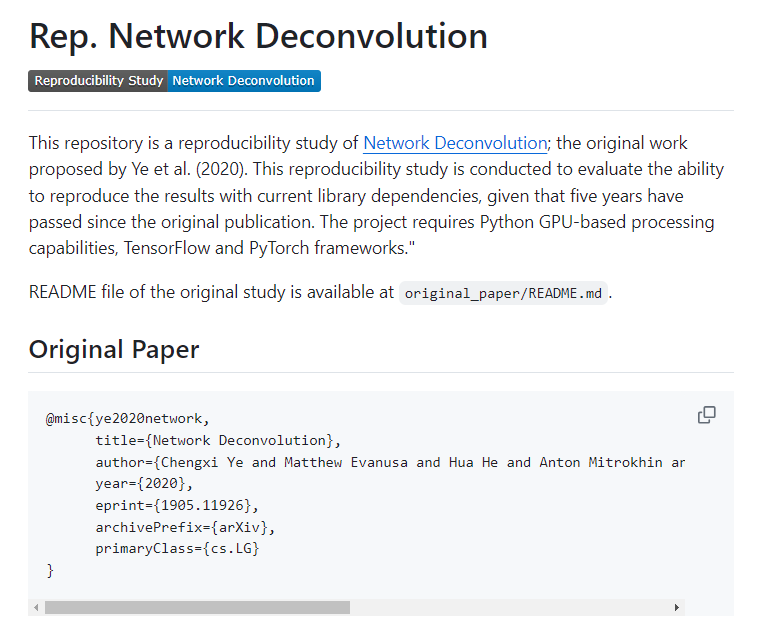 Rep. Network Deconvolution
Reproducibility Study Network Deconvolution
This repository is a reproducibility study of Network Deconvolution; the original work
proposed by Ye et al. (2020). This reproducibility study is conducted to evaluate the ability
to reproduce the results with current library dependencies, given that five years have
passed since the original publication. The project requires Python GPU-based processing
capabilities, TensorFlow and PyTorch frameworks."
README file of the original study is available at original_paper/README.md.
Original Paper
@misc{ye2020network,
title={Network Deconvolution},
author={Chengxi Ye and Matthew Evanusa and Hua He and Anton Mitrokhin ar
year={2020},
eprint={1905.11926},
archivePrefix={arXiv},
primaryClass={cs.LG}
}